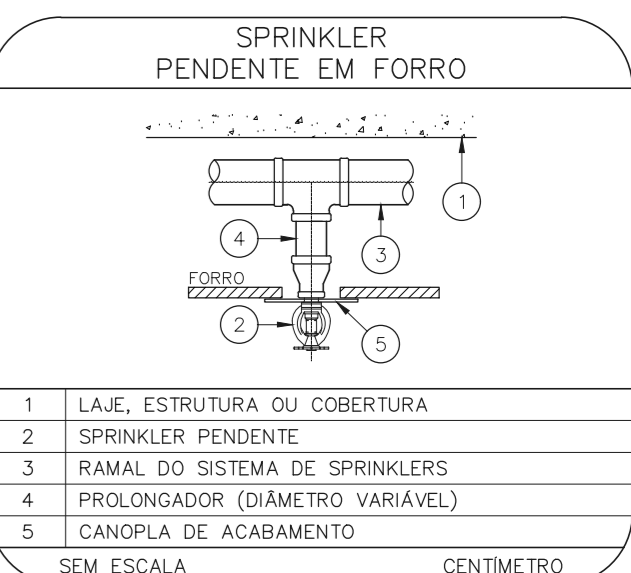 SPRINKLER
PENDENTE EM FORRO
1
4
3
FORRO
2
5
1 LAJE, ESTRUTURA OU COBERTURA
2 SPRINKLER PENDENTE
3 RAMAL DO SISTEMA DE SPRINKLERS
4 PROLONGADOR (DIÂMETRO VARIÁVEL)
5 CANOPLA DE ACABAMENTO
SEM ESCALA CENTÍMETRO